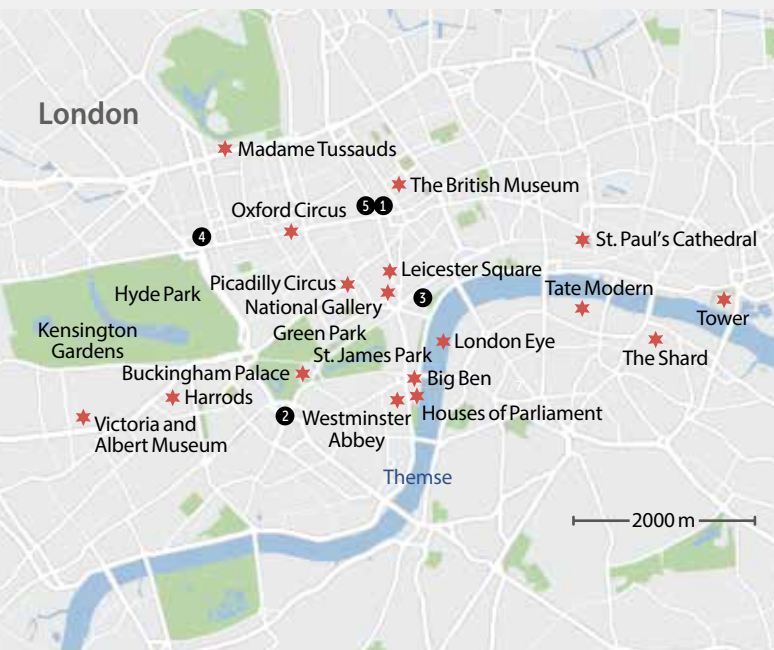 London
Madame Tussauds
The British Museum
Oxford Circus
5 1
4
St. Paul's Cathedral
Leicester Square
Picadilly Circus
Hyde Park
Tate Modern
3
National Gallery
Tower
Kensington
Gardens
Green Park
London Eye
St. James Park
The Shard
Buckingham Palace
Big Ben
Harrods
2
Westminster
Abbey
Houses of Parliament
Victoria and
Albert Museum
Themse
2000 m